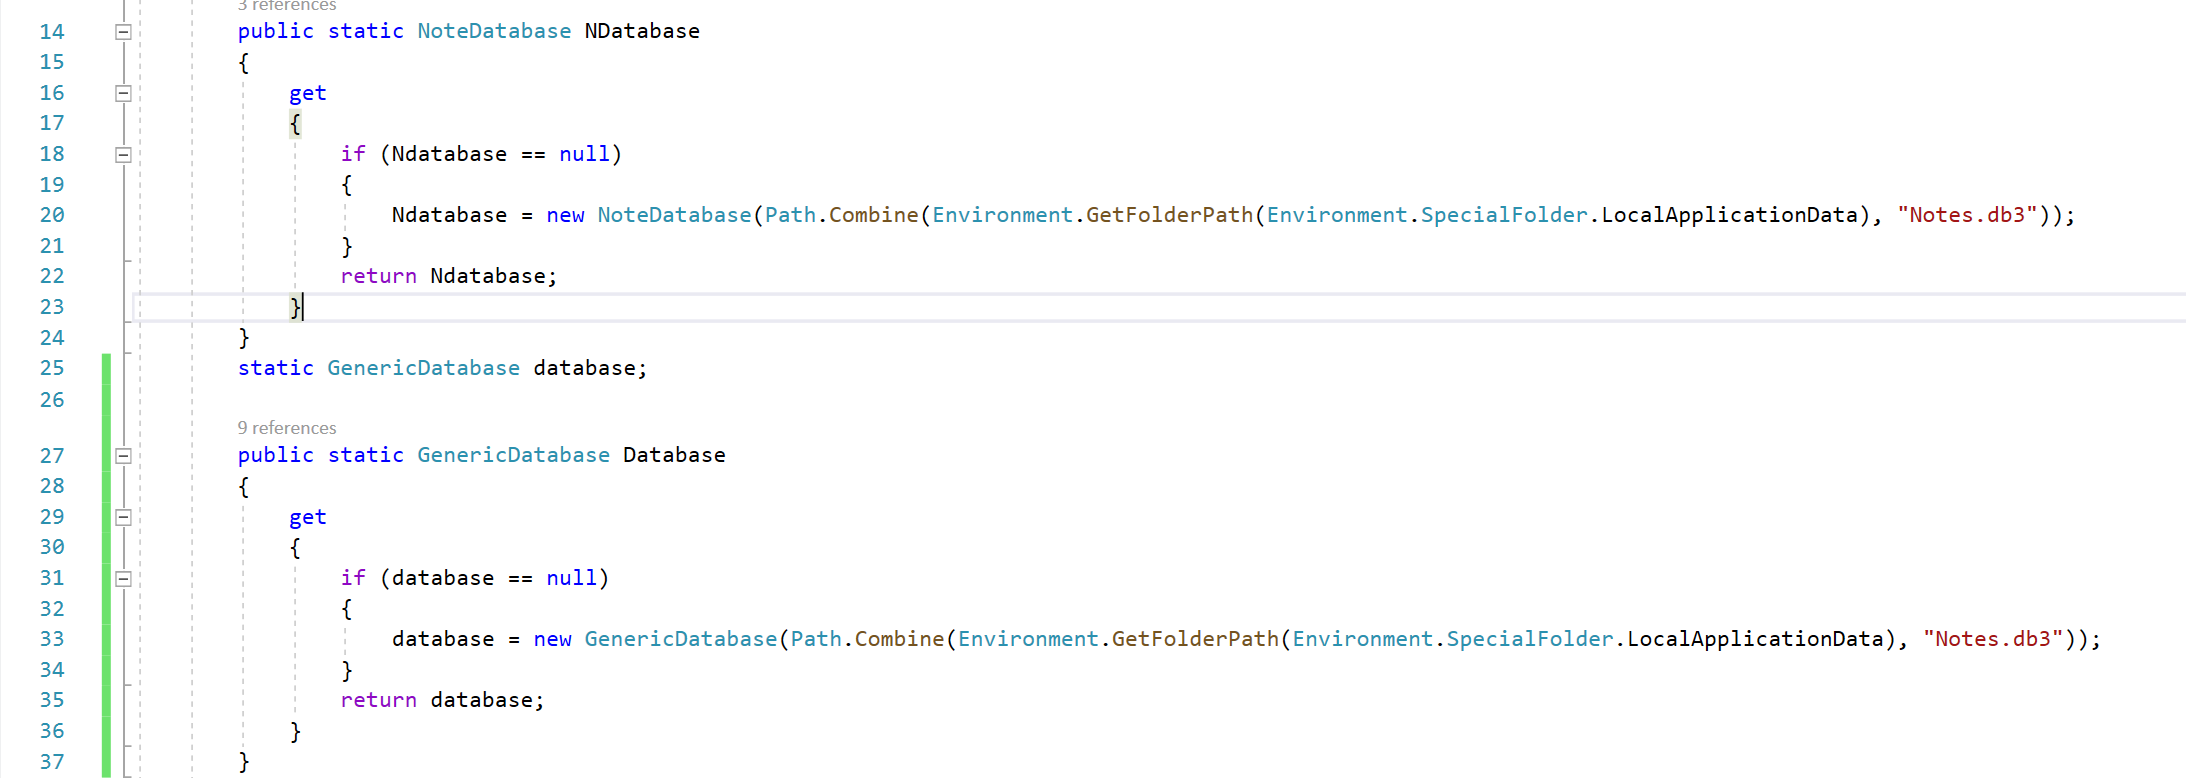 3 references
14 public static NoteDatabase NDatabase
15 {
16 get
17 {
18 if (Ndatabase == null)
19 {
20 Ndatabase = new NoteDatabase(Path.Combine(Environment.GetFolderPath(Environment.SpecialFolder.LocalApplicationData), "Notes.db3"));
21 }
22 return Ndatabase;
23 }
24 }
25 static GenericDatabase database;
26
9 references
27 public static GenericDatabase Database
28 {
29 get
30 {
31 if (database == null)
32 {
33 database = new GenericDatabase(Path.Combine(Environment.GetFolderPath(Environment.SpecialFolder.LocalApplicationData), "Notes.db3"));
34 }
35 return database;
36 }
37 }